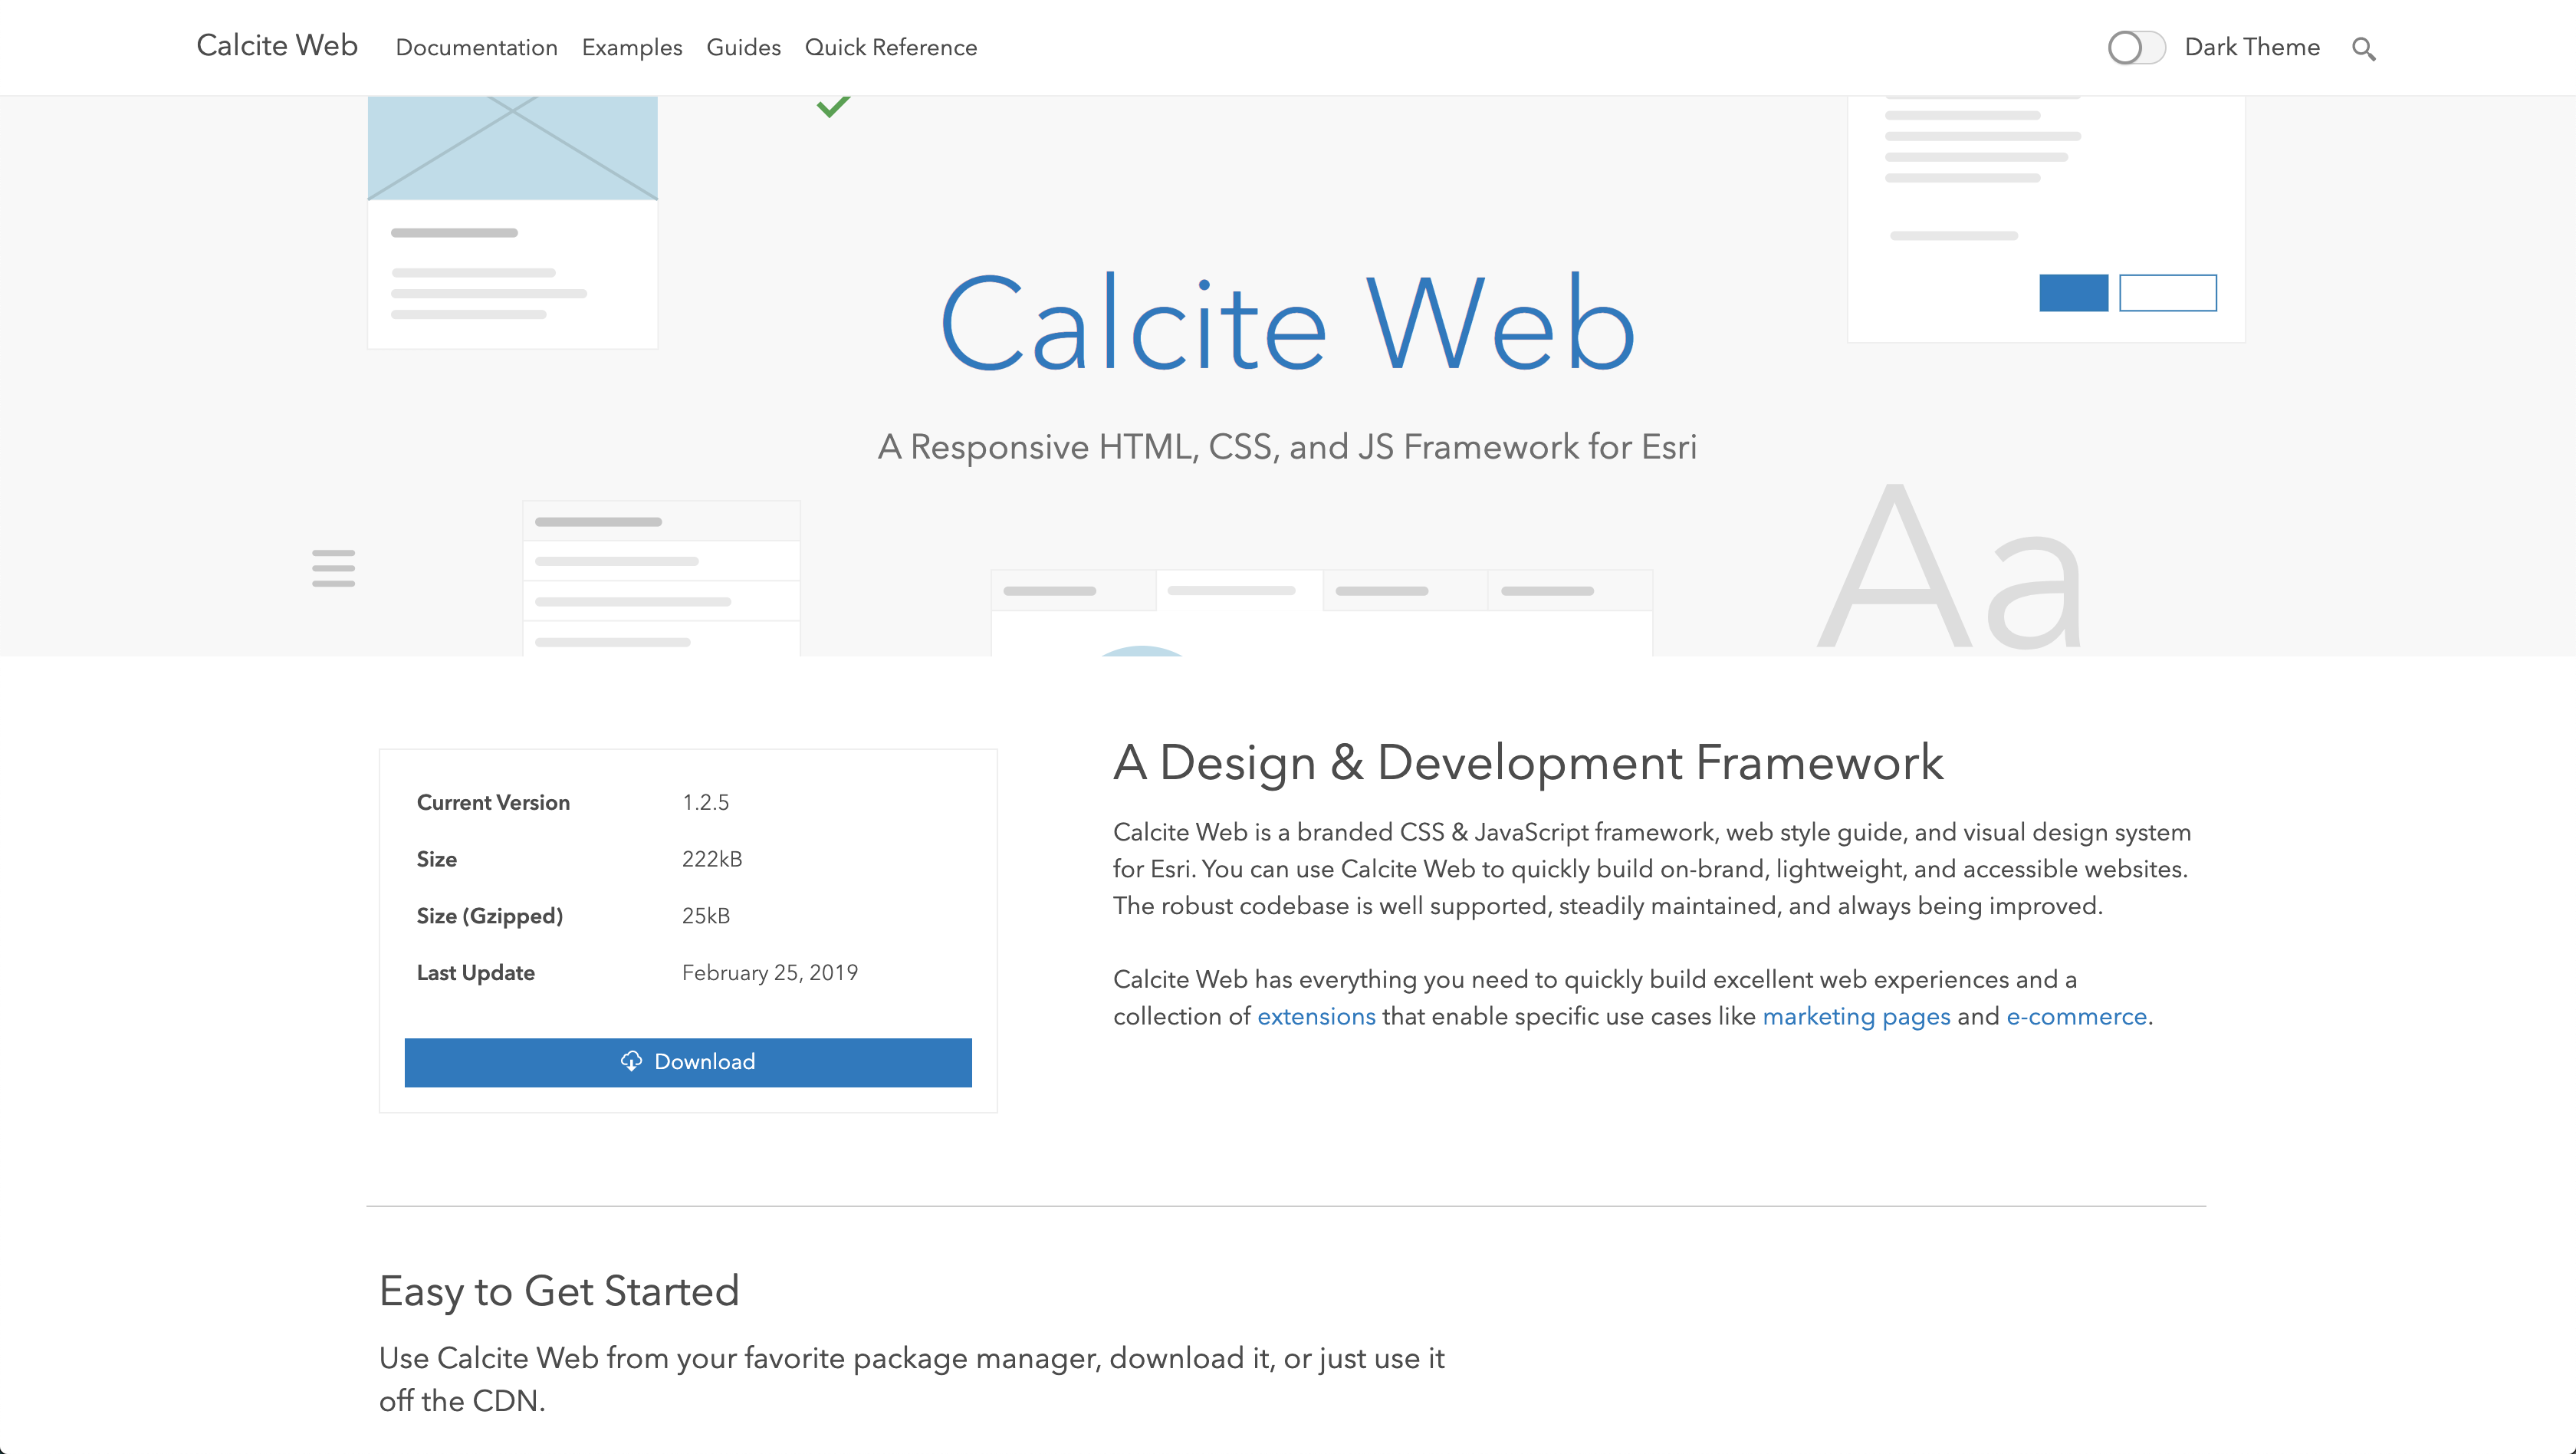 Calcite Web
Documentation
Examples
Guides
Quick Reference
Dark Theme
Calcite Web
A Responsive HTML, CSS, and JS Framework for Esri
Aa
Current Version 1.2.5
Size 222kB
Size (Gzipped) 25kB
Last Update February 25, 2019
Download
A Design & Development Framework
Calcite Web is a branded CSS & JavaScript framework, web style guide, and visual design system
for Esri. You can use Calcite Web to quickly build on-brand, lightweight, and accessible websites.
The robust codebase is well supported, steadily maintained, and always being improved.
Calcite Web has everything you need to quickly build excellent web experiences and a
collection of extensions that enable specific use cases like marketing pages and e-commerce.
Easy to Get Started
Use Calcite Web from your favorite package manager, download it, or just use it
off the CDN.